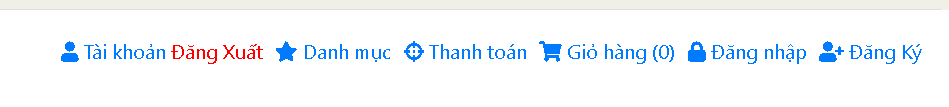 Tài khoản Đăng Xuất Danh mục Thanh toán Giỏ hàng (0) Đăng nhập Đăng Ký